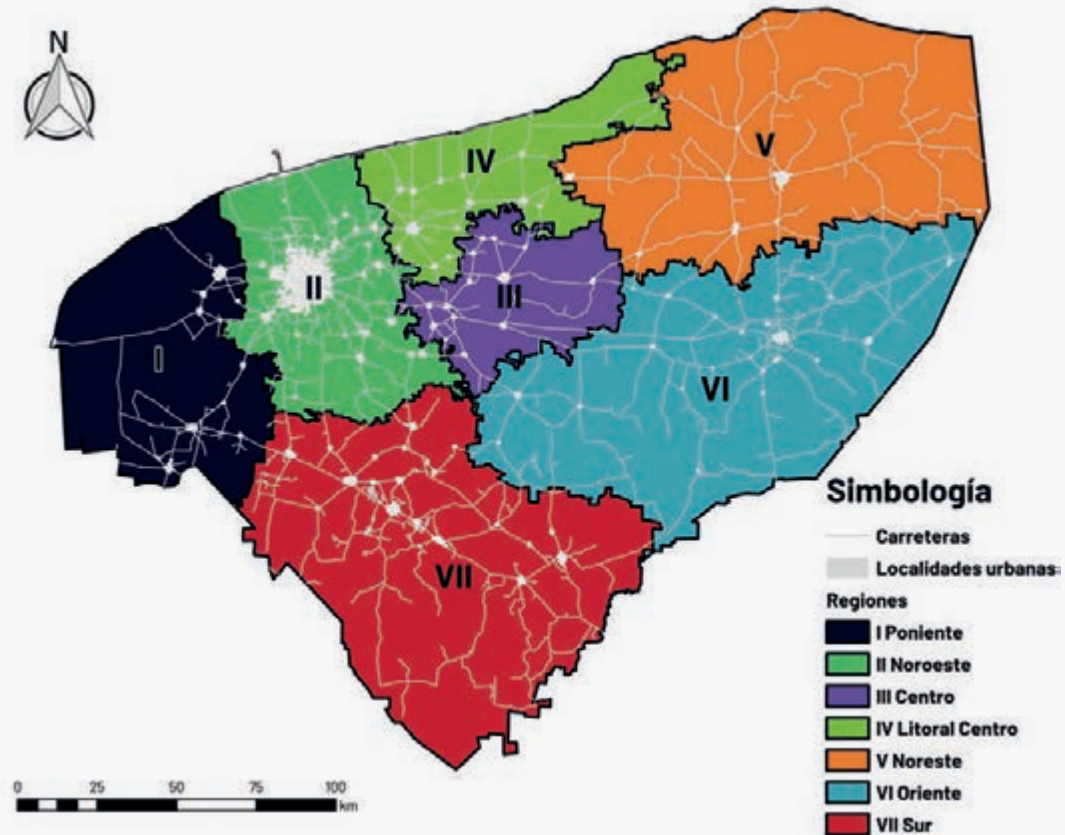 N
IV
V
II
III
I
VI
VII
Simbología
Carreteras
Localidades urbanas
Regiones
I Poniente
II Noroeste
III Centro
IV Litoral Centro
V Noreste
VI Oriente
VII Sur
0 25 50 75 100
km